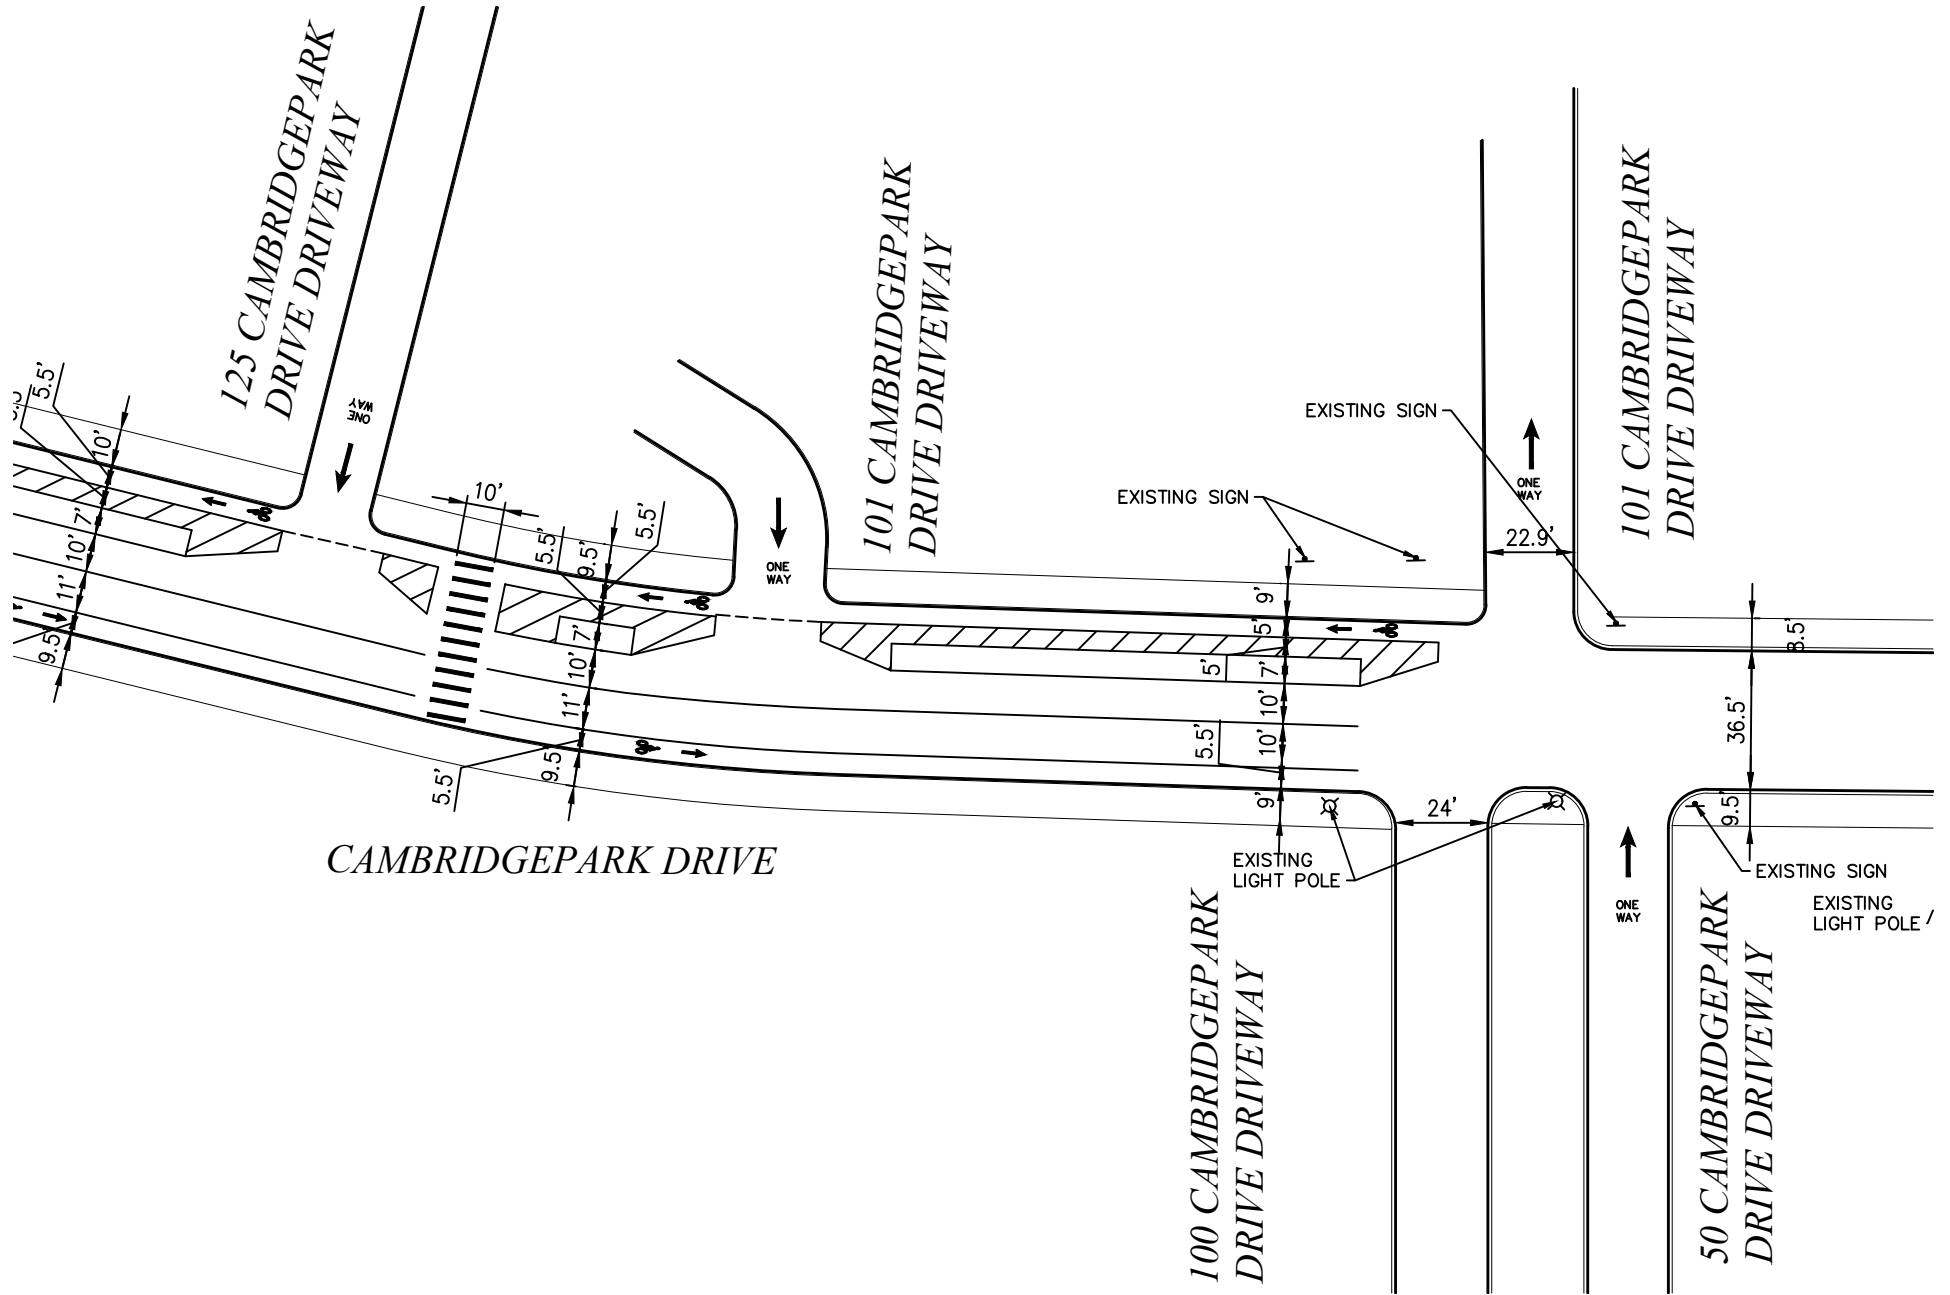 125 CAMBRIDGEPARK
DRIVE DRIVEWAY
101 CAMBRIDGEPARK
DRIVE DRIVEWAY
101 CAMBRIDGEPARK
DRIVE DRIVEWAY
ONE
WAY
ONE
WAY
ONE
WAY
EXISTING SIGN
EXISTING SIGN
22.9'
5.5'
10'
7'
10'
11'
9.5'
10'
5.5'
9.5'
5.5'
7'
10'
11'
9.5'
5.5'
9'
5'
5'
7'
10'
10'
5.5'
9'
8.5'
36.5'
9.5'
24'
CAMBRIDGEPARK DRIVE
EXISTING
LIGHT POLE
EXISTING SIGN
EXISTING
LIGHT POLE
ONE
WAY
100 CAMBRIDGEPARK
DRIVE DRIVEWAY
50 CAMBRIDGEPARK
DRIVE DRIVEWAY